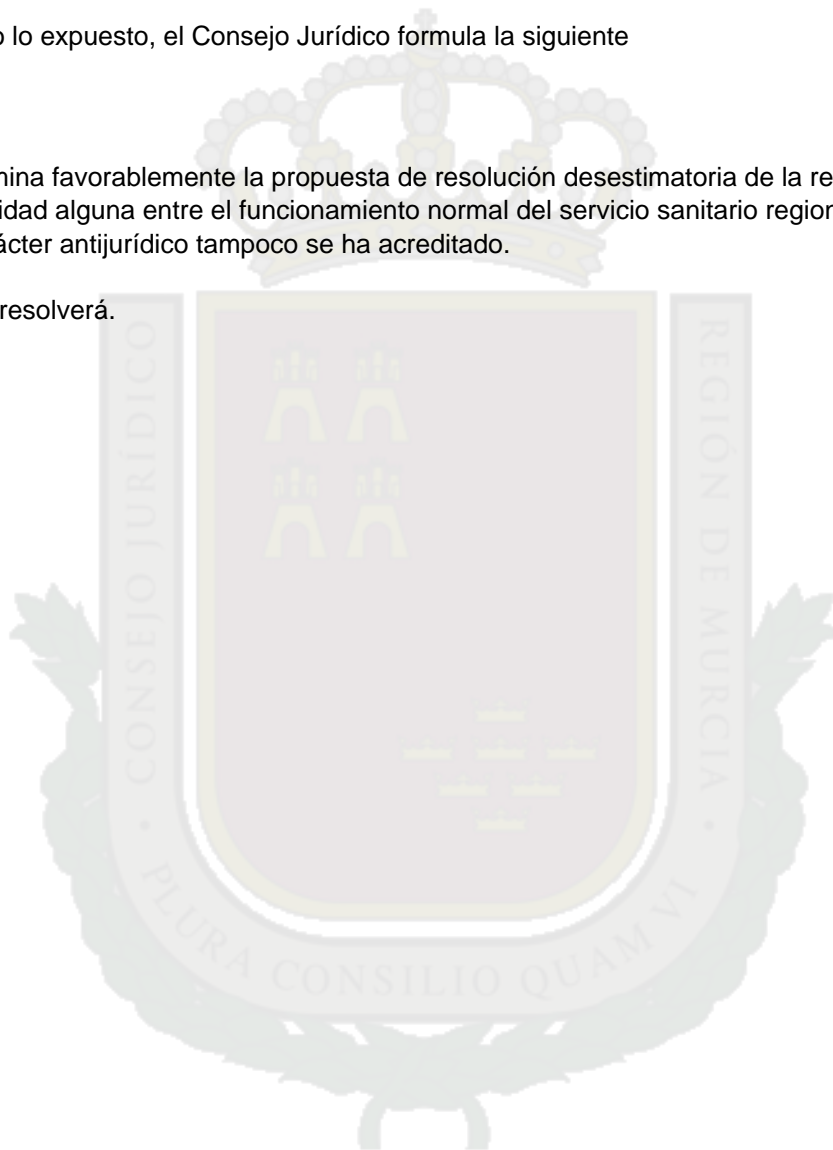 o lo expuesto, el Consejo Jurídico formula la siguiente
mina favorablemente la propuesta de resolución desestimatoria de la re
idad alguna entre el funcionamiento normal del servicio sanitario region
ácter antijurídico tampoco se ha acreditado.
resolverá.
CONSEJO JURÍDICO
REGIÓN DE MURCIA
PLURA CONSILIO QUAM VI